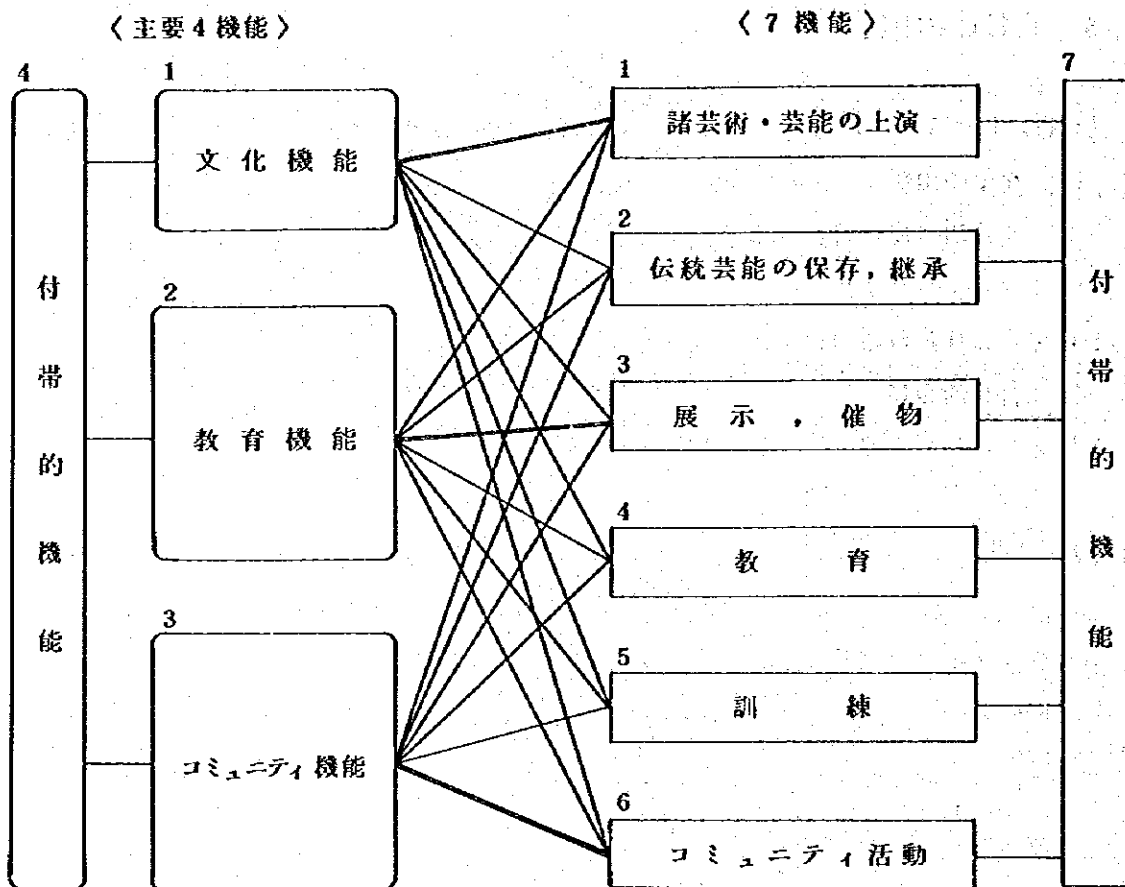 〈主要4機能〉
〈7機能〉
4
付帯的機能
1
文化機能
2
教育機能
3
コミュニティ機能
1
諸芸術・芸能の上演
2
伝統芸能の保存,継承
3
展示,催物
4
教育
5
訓練
6
コミュニティ活動
7
付帯的機能